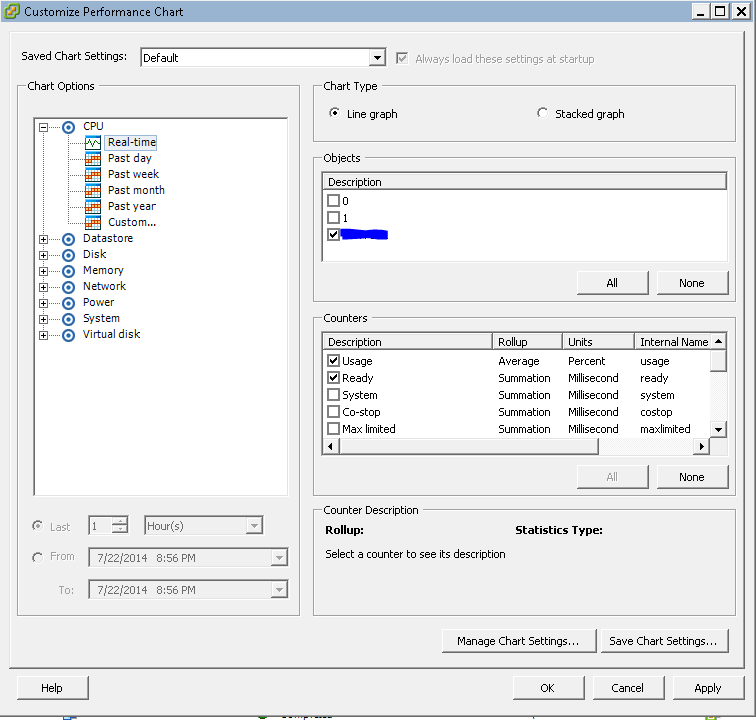 Customize Performance Chart
Saved Chart Settings: Default Always load these settings at startup
Chart Options
CPU
Real-time
Past day
Past week
Past month
Past year
Custom...
Datastore
Disk
Memory
Network
Power
System
Virtual disk
Last 1 Hour(s)
From 7/22/2014 8:56 PM
To: 7/22/2014 8:56 PM
Chart Type
Line graph Stacked graph
Objects
Description
0
1
All None
Counters
Description Rollup Units Internal Name
Usage Average Percent usage
Ready Summation Millisecond ready
System Summation Millisecond system
Co-stop Summation Millisecond costop
Max limited Summation Millisecond maxlimited
All None
Counter Description
Rollup: Statistics Type:
Select a counter to see its description
Manage Chart Settings... Save Chart Settings...
Help OK Cancel Apply